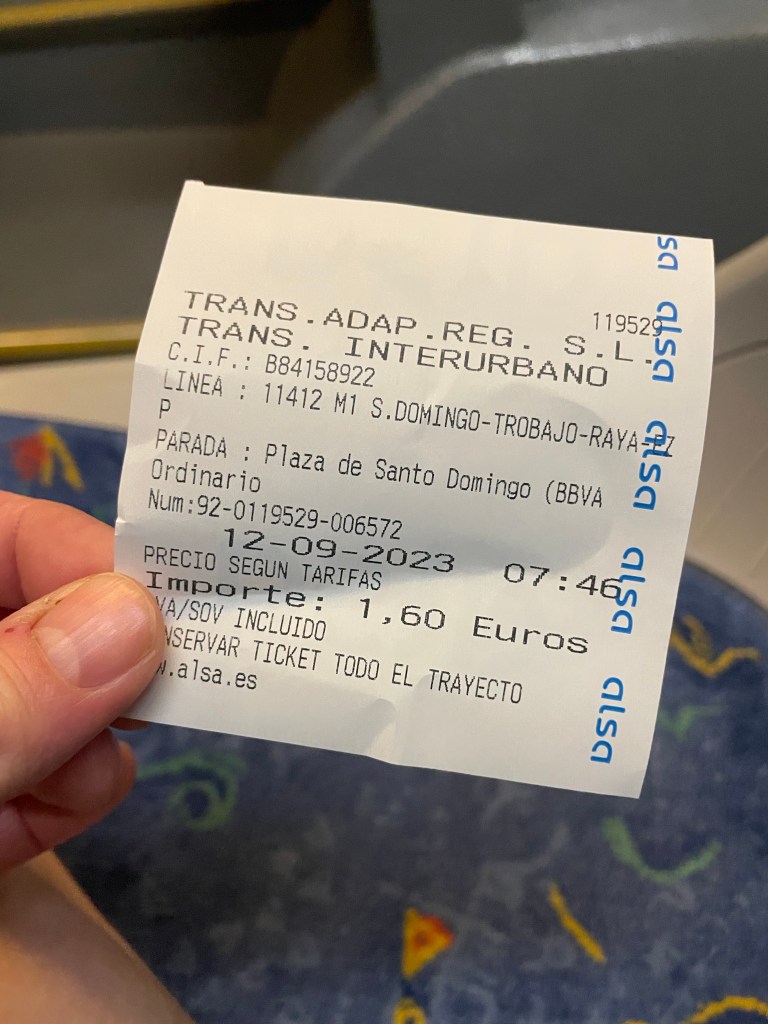 119529
TRANS.ADAP.REG. S.L.
TRANS. INTERURBANO
C.I.F.: B84158922
LINEA : 11412 M1 S.DOMINGO-TROBAJO-RAYA-PZ
P
PARADA : Plaza de Santo Domingo (BBVA
Ordinario
Num:92-0119529-006572
12-09-2023 07:46
PRECIO SEGUN TARIFAS
Importe: 1,60 Euros
VA/SOV INCLUIDO
NSERVAR TICKET TODO EL TRAYECTO
w.alsa.es
sa
alsa
alsa
alsa
alsa